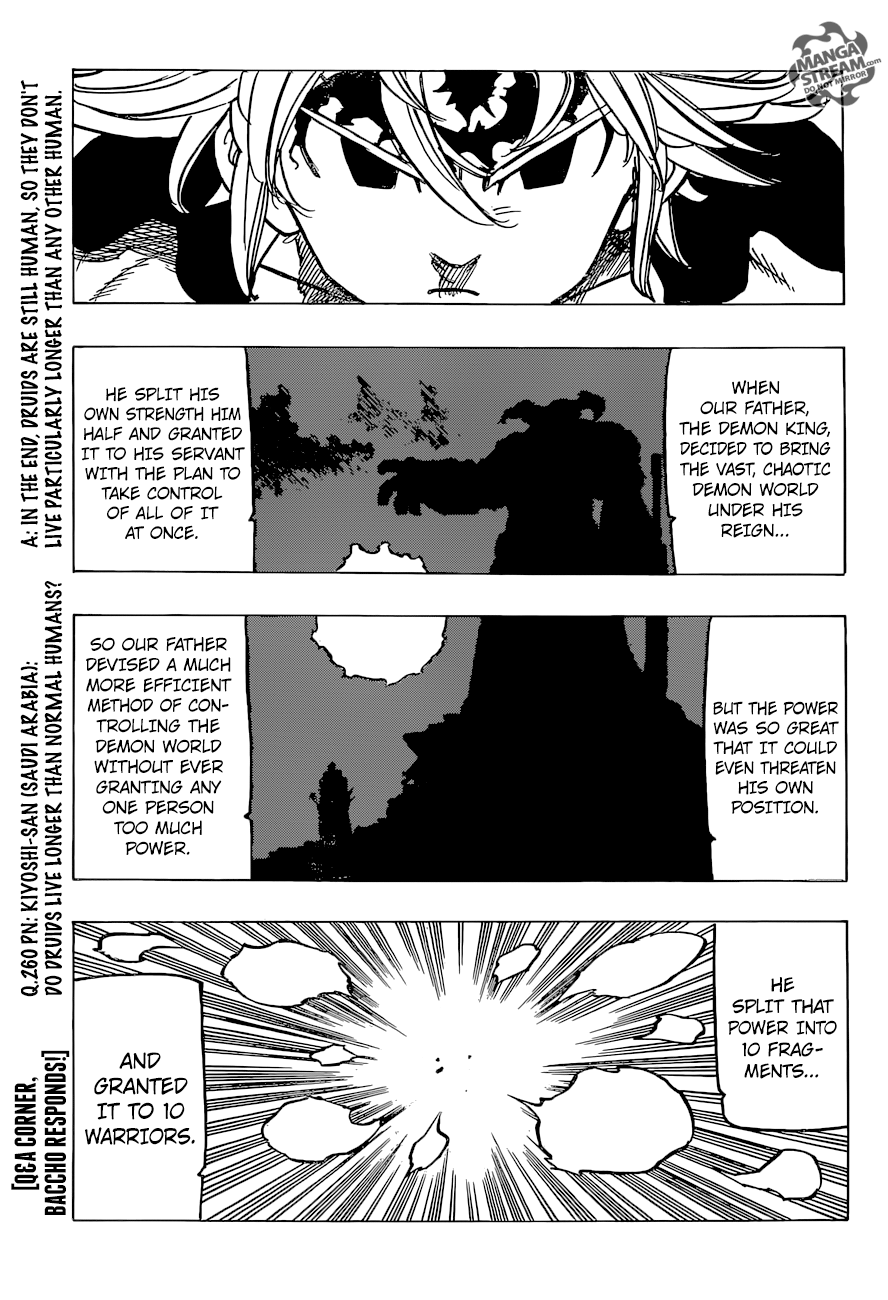 MANGA
STREAM.com
DO NOT MIRROR
WHEN
OUR FATHER,
THE DEMON KING,
DECIDED TO BRING
THE VAST, CHAOTIC
DEMON WORLD
UNDER HIS
REIGN...
HE SPLIT HIS
OWN STRENGTH HIM
HALF AND GRANTED
IT TO HIS SERVANT
WITH THE PLAN TO
TAKE CONTROL
OF ALL OF IT
AT ONCE.
BUT THE POWER
WAS SO GREAT
THAT IT COULD
EVEN THREATEN
HIS OWN
POSITION.
SO OUR FATHER
DEVISED A MUCH
MORE EFFICIENT
METHOD OF CON-
TROLLING THE
DEMON WORLD
WITHOUT EVER
GRANTING ANY
ONE PERSON
TOO MUCH
POWER.
HE
SPLIT THAT
POWER INTO
10 FRAG-
MENTS...
AND
GRANTED
IT TO 10
WARRIORS.
[Q&A CORNER,
BACCHO RESPONDS!]
Q.260 PN: KIYOSHI-SAN (SAUDI ARABIA):
DO DRUIDS LIVE LONGER THAN NORMAL HUMANS?
A: IN THE END, DRUIDS ARE STILL HUMAN, SO THEY DON'T
LIVE PARTICULARLY LONGER THAN ANY OTHER HUMAN.